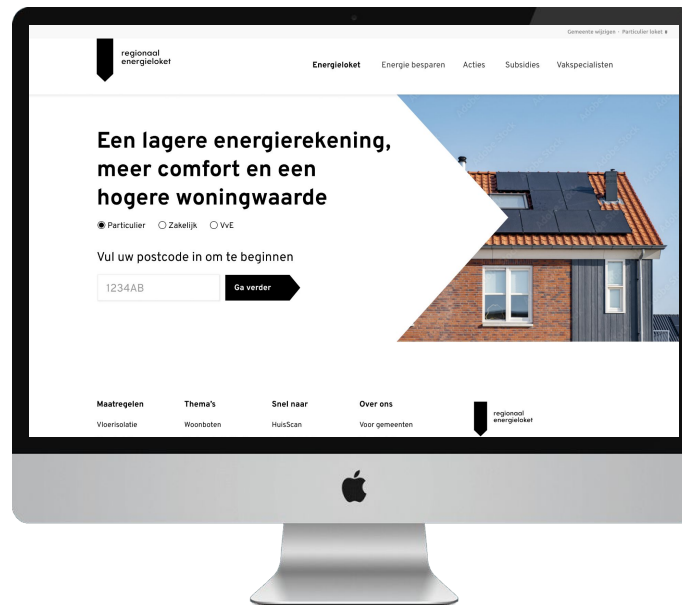 Gemeente wijzigen - Particulier loket
regionaal
energieloket
Energieloket Energie besparen Acties Subsidies Vakspecialisten
Een lagere energierekening,
meer comfort en een
hogere woningwaarde
Particulier Zakelijk VvE
Vul uw postcode in om te beginnen
1234AB Ga verder
Maatregelen Thema's Snel naar Over ons
regionaal
energieloket
Vloerisolatie Woonboten HuisScan Voor gemeenten